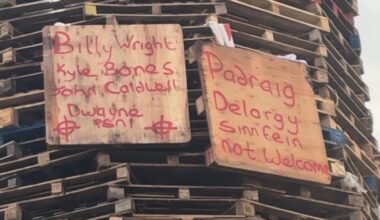 Billy Wright
Kyle Bones
John Caldwell
Dwayne
Padraig
Delargy
Sinn fein
not Welcome